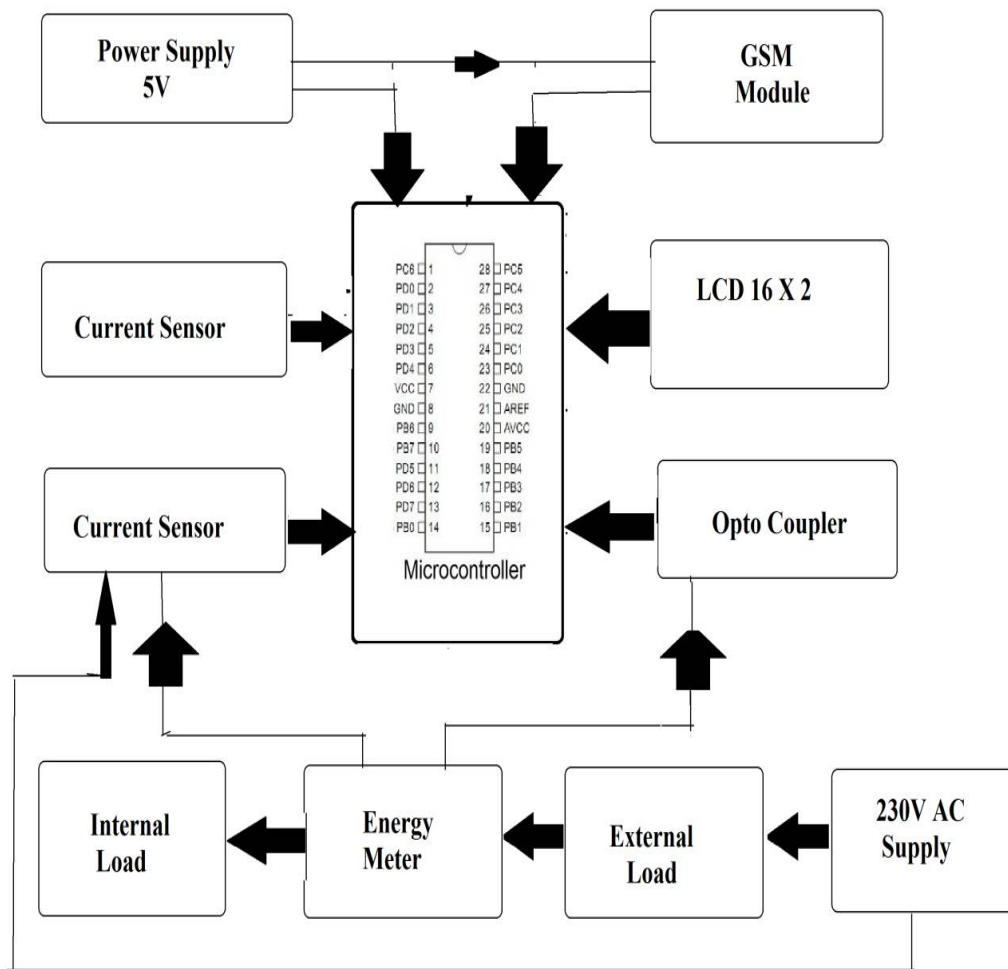 Power Supply
5V
GSM
Module
Current Sensor
PC6 1 28 PC5
PD0 2 27 PC4
PD1 3 26 PC3
PD2 4 25 PC2
PD3 5 24 PC1
PD4 6 23 PC0
VCC 7 22 GND
GND 8 21 AREF
PB6 9 20 AVCC
PB7 10 19 PB5
PD5 11 18 PB4
PD6 12 17 PB3
PD7 13 16 PB2
PB0 14 15 PB1
Microcontroller
LCD 16 X 2
Current Sensor
Opto Coupler
Internal
Load
Energy
Meter
External
Load
230V AC
Supply